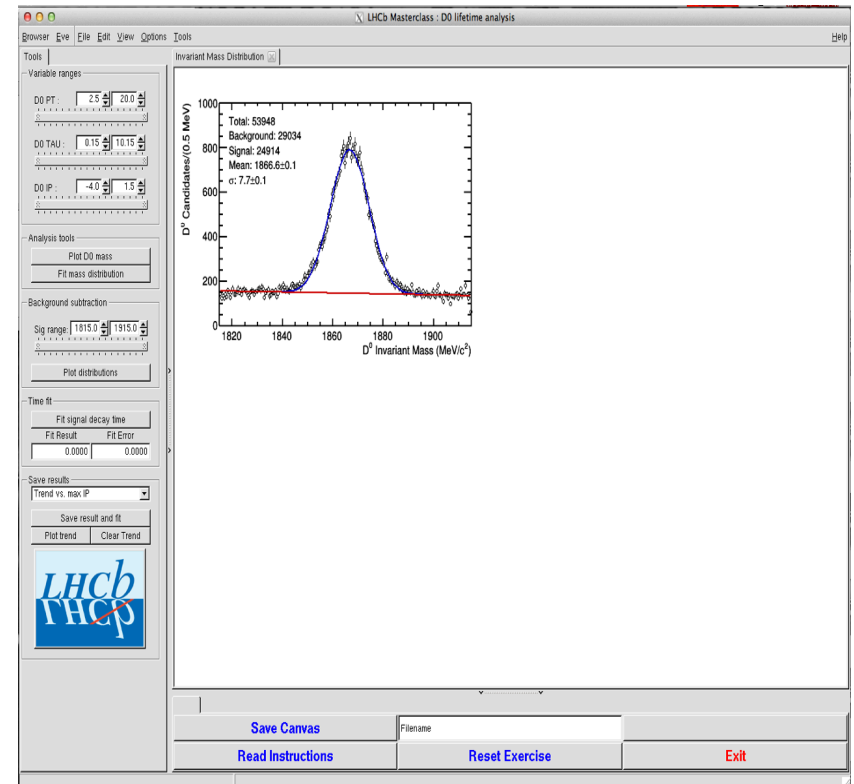 LHCb Masterclass : D0 lifetime analysis
Browser Eve File Edit View Options Tools Help
Tools
Variable ranges
D0 PT : 2.5 20.0
D0 TAU : 0.15 10.15
D0 IP : -4.0 1.5
Analysis tools
Plot D0 mass
Fit mass distribution
Background subtraction
Sig range: 1815.0 1915.0
Plot distributions
Time fit
Fit signal decay time
Fit Result Fit Error
0.0000 0.0000
Save results
Trend vs. max IP
Save result and fit
Plot trend Clear Trend
LHCb
Invariant Mass Distribution
D⁰ Candidates/(0.5 MeV)
1000
800
600
400
200
0
Total: 53948
Background: 29034
Signal: 24914
Mean: 1866.6±0.1
σ: 7.7±0.1
1820 1840 1860 1880 1900
D⁰ Invariant Mass (MeV/c²)
Save Canvas Filename
Read Instructions Reset Exercise Exit